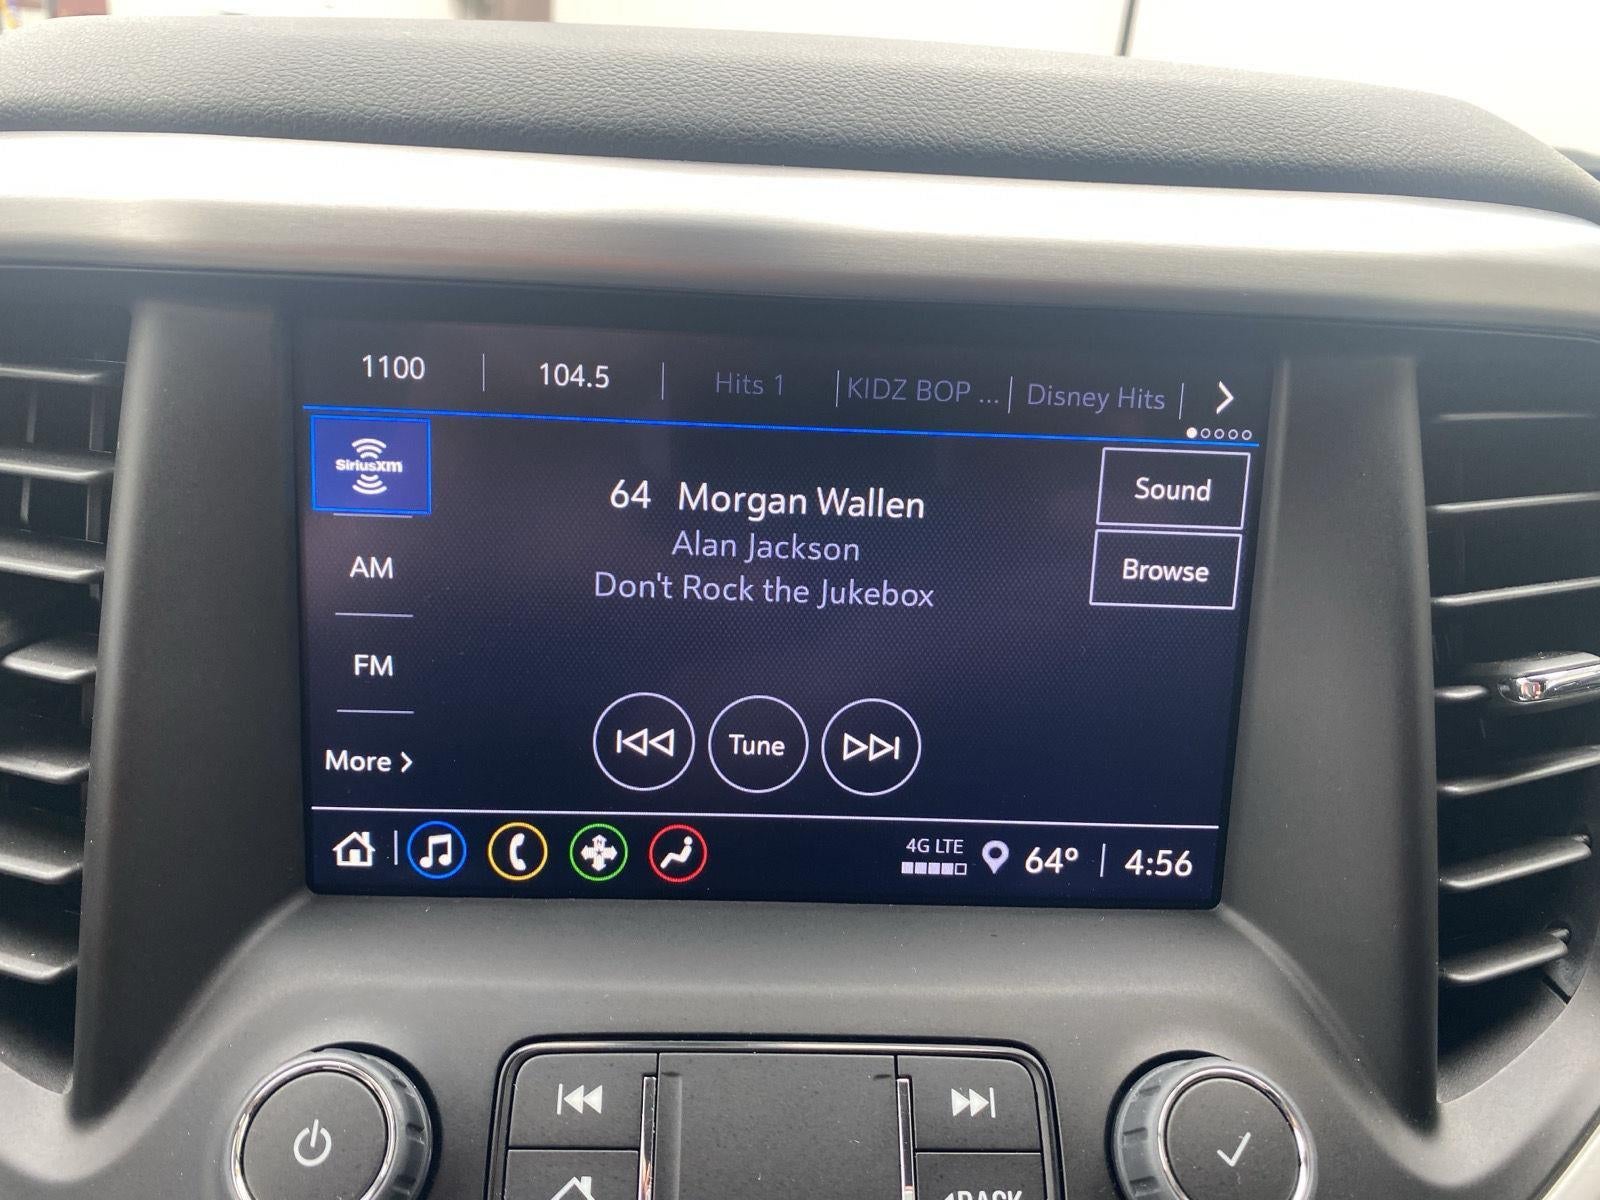 1100 104.5 Hits 1 KIDZ BOP ... Disney Hits
SiriusXM
AM
FM
More
64 Morgan Wallen
Alan Jackson
Don't Rock the Jukebox
Sound
Browse
Tune
N
4G LTE 64° 4:56
BACK